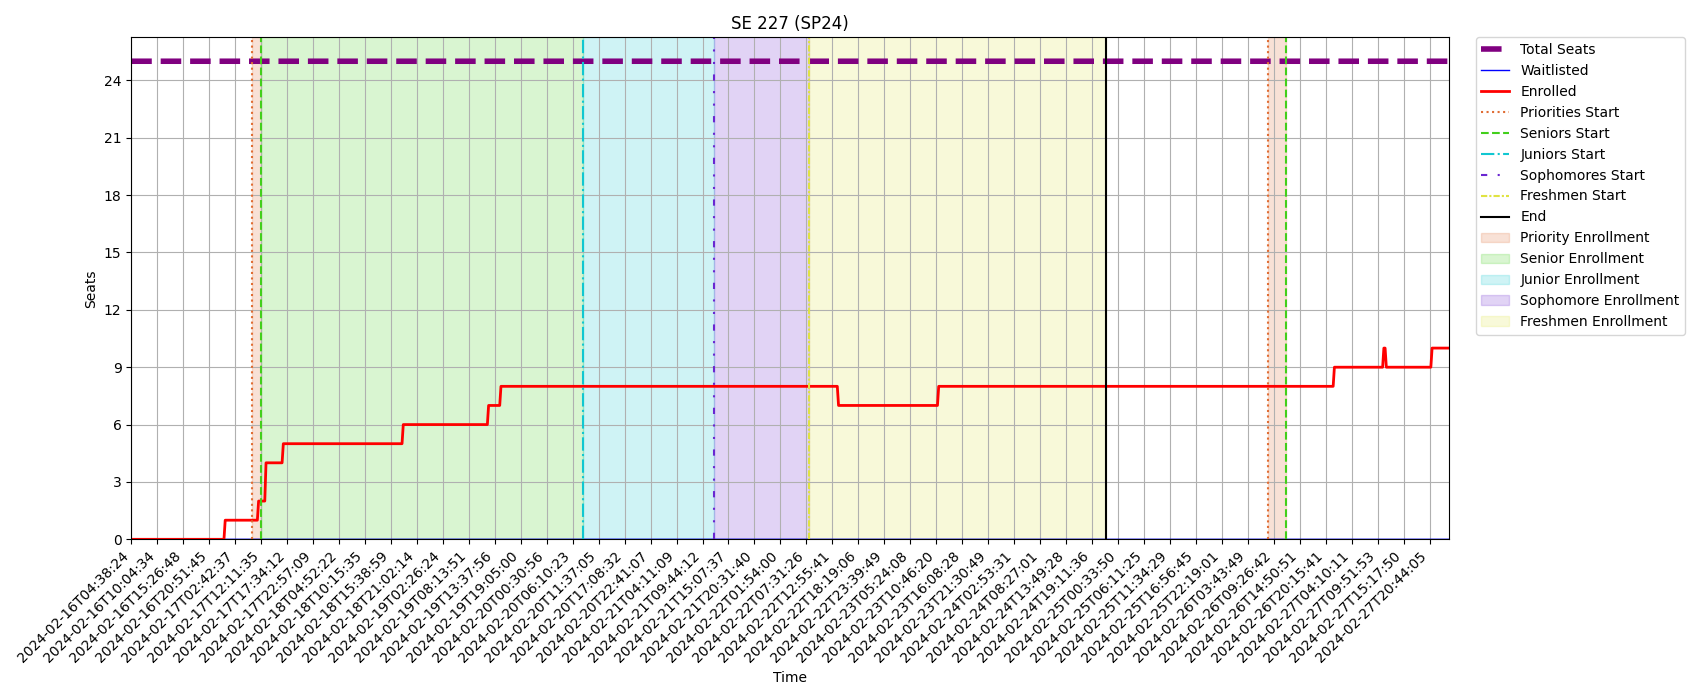 SE 227 (SP24)
Total Seats
Waitlisted
Enrolled
Priorities Start
Seniors Start
Juniors Start
Sophomores Start
Freshmen Start
End
Priority Enrollment
Senior Enrollment
Junior Enrollment
Sophomore Enrollment
Freshmen Enrollment
Seats
24
21
18
15
12
9
6
3
0
2024-02-16T04:38:24
2024-02-16T10:04:34
2024-02-16T15:26:48
2024-02-16T20:51:45
2024-02-17T02:42:37
2024-02-17T12:11:35
2024-02-17T17:34:12
2024-02-17T22:57:09
2024-02-18T04:52:22
2024-02-18T10:15:35
2024-02-18T15:38:59
2024-02-18T21:02:14
2024-02-19T02:26:24
2024-02-19T08:13:51
2024-02-19T13:37:56
2024-02-19T19:05:00
2024-02-20T00:30:56
2024-02-20T06:10:23
2024-02-20T11:37:05
2024-02-20T17:08:32
2024-02-20T22:41:07
2024-02-21T04:11:09
2024-02-21T09:44:12
2024-02-21T15:07:37
2024-02-21T20:31:40
2024-02-22T01:54:00
2024-02-22T07:31:26
2024-02-22T12:55:41
2024-02-22T18:19:06
2024-02-22T23:39:49
2024-02-23T05:24:08
2024-02-23T10:46:20
2024-02-23T16:08:28
2024-02-23T21:30:49
2024-02-24T02:53:31
2024-02-24T08:27:01
2024-02-24T13:49:28
2024-02-24T19:11:36
2024-02-25T00:33:50
2024-02-25T06:11:25
2024-02-25T11:34:29
2024-02-25T16:56:45
2024-02-25T22:19:01
2024-02-26T03:43:49
2024-02-26T09:26:42
2024-02-26T14:50:51
2024-02-26T20:15:41
2024-02-27T04:10:11
2024-02-27T09:51:53
2024-02-27T15:17:50
2024-02-27T20:44:05
Time